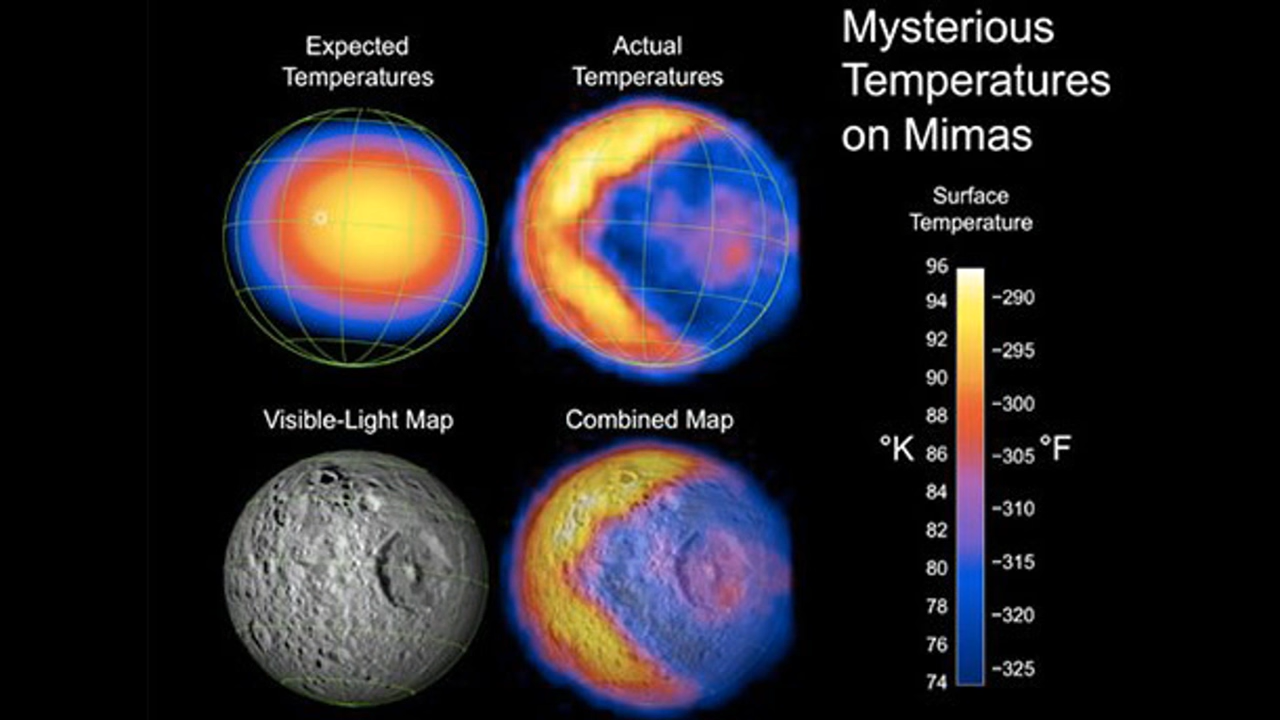 Mysterious
Temperatures
on Mimas
Expected
Temperatures
Actual
Temperatures
Visible-Light Map
Combined Map
Surface
Temperature
96
94
92
90
88
86
84
82
80
78
76
74
°K
°F
−290
−295
−300
−305
−310
−315
−320
−325